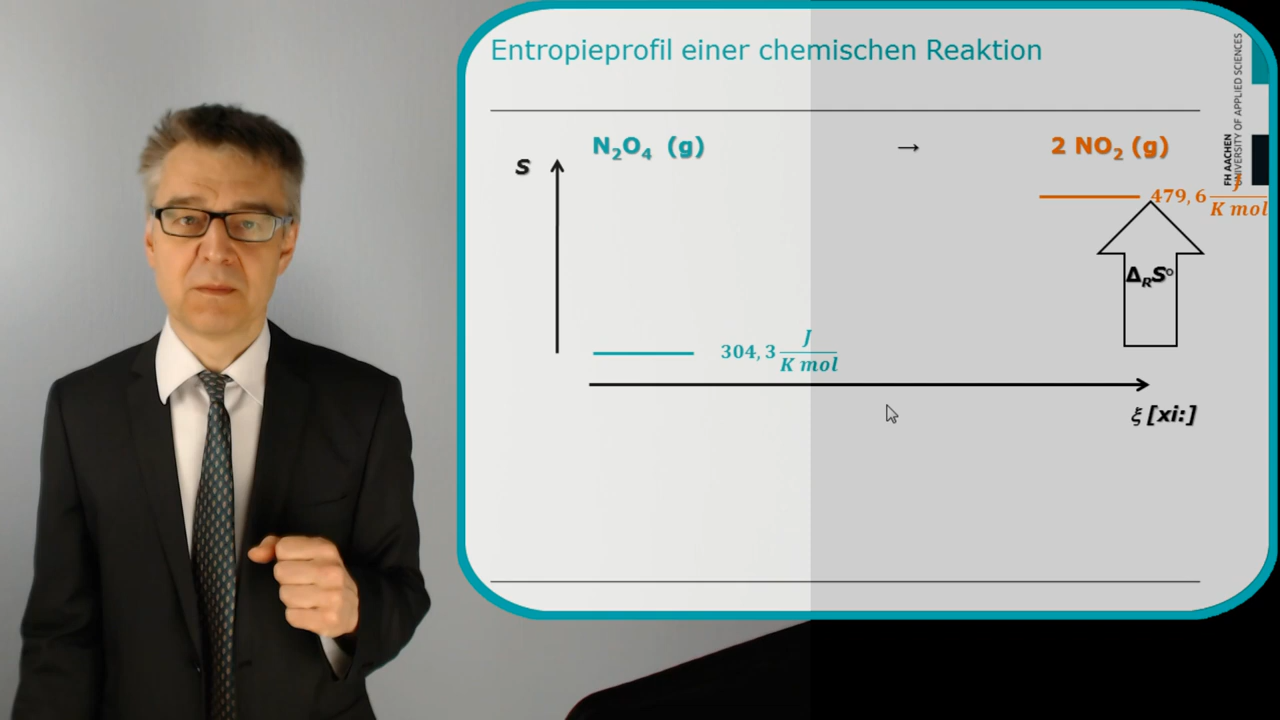 Entropieprofil einer chemischen Reaktion
N₂O₄ (g) → 2 NO₂ (g)
S
479,6 J/K mol
Δ_R S°
304,3 J/K mol
ξ [xi:]
FH AACHEN
UNIVERSITY OF APPLIED SCIENCES